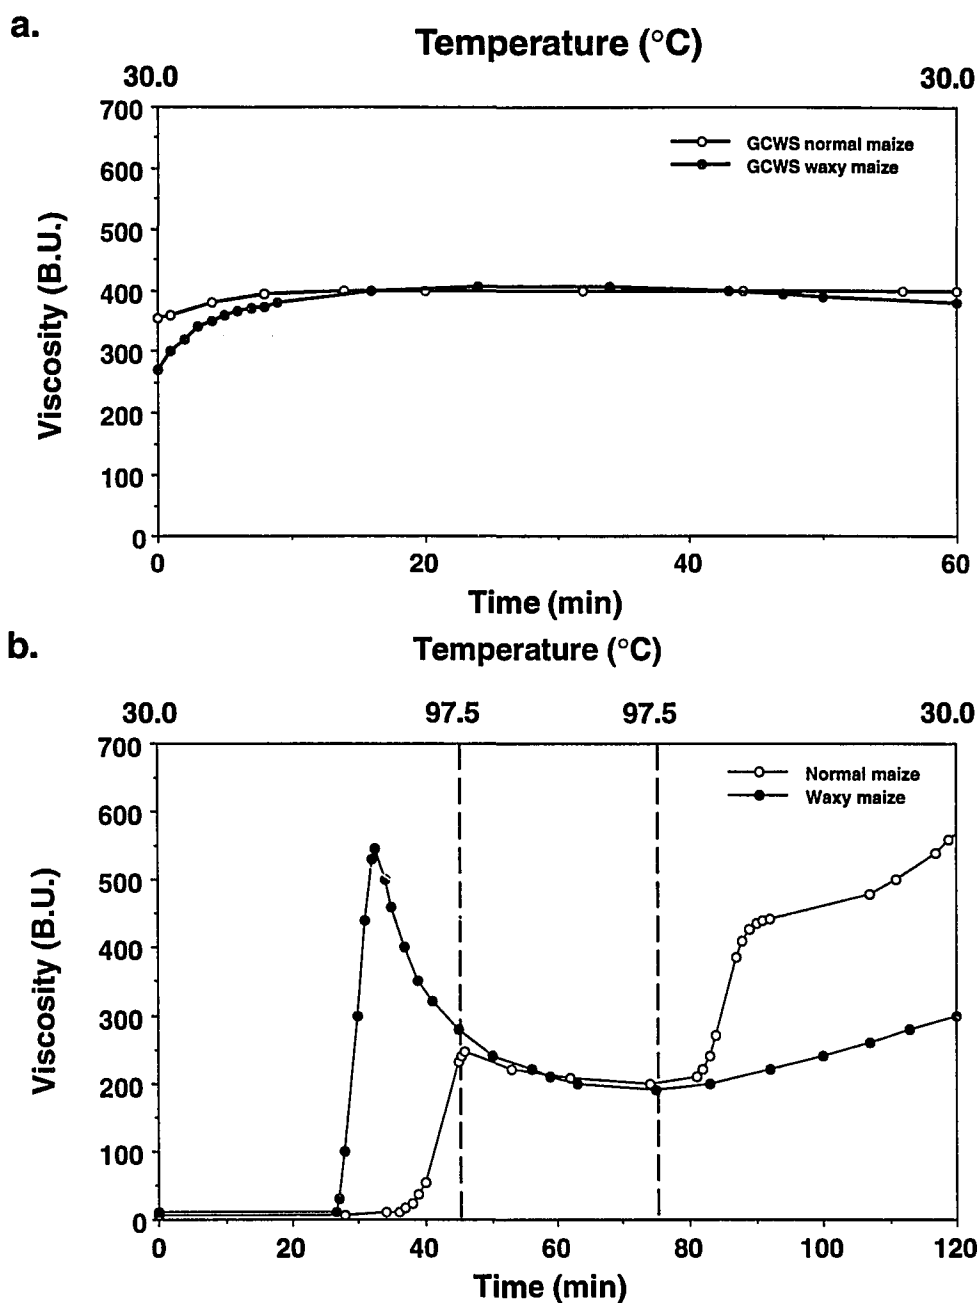 a.
Temperature (°C)
30.0 30.0
700
600
500
400
300
200
100
0
Viscosity (B.U.)
GCWS normal maize
GCWS waxy maize
0 20 40 60
Time (min)
b.
Temperature (°C)
30.0 97.5 97.5 30.0
700
600
500
400
300
200
100
0
Viscosity (B.U.)
Normal maize
Waxy maize
0 20 40 60 80 100 120
Time (min)